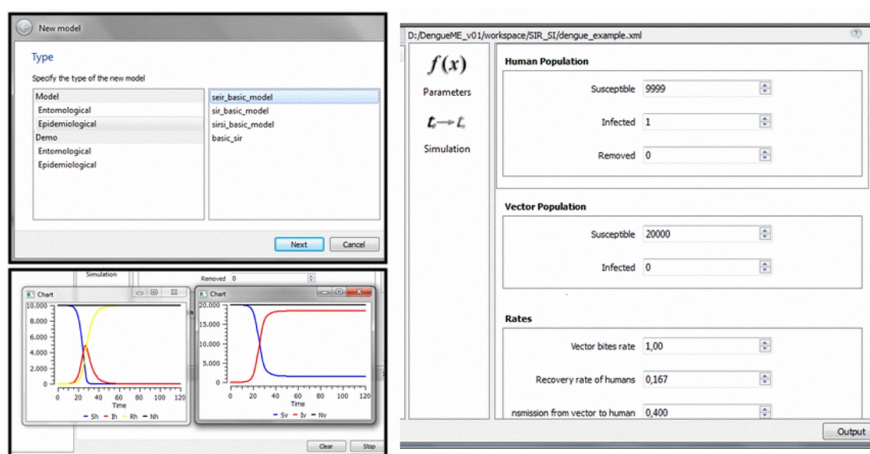 New model
Type
Specify the type of the new model
Model
Entomological
Epidemiological
Demo
Entomological
Epidemiological
seir_basic_model
sir_basic_model
sirsi_basic_model
basic_sir
Next
Cancel
Simulation
Removed 0
Chart
10.000
8.000
6.000
4.000
2.000
0
0 20 40 60 80 100 120
Time
Sh Ih Rh Nh
Chart
20.000
15.000
10.000
5.000
0
0 20 40 60 80 100 120
Time
Sv Iv Nv
Clear
Stop
D:/DengueME_v01/workspace/SIR_SI/dengue_example.xml
f(x)
Parameters
Simulation
Human Population
Susceptible 9999
Infected 1
Removed 0
Vector Population
Susceptible 20000
Infected 0
Rates
Vector bites rate 1,00
Recovery rate of humans 0,167
nsmission from vector to human 0,400
Output